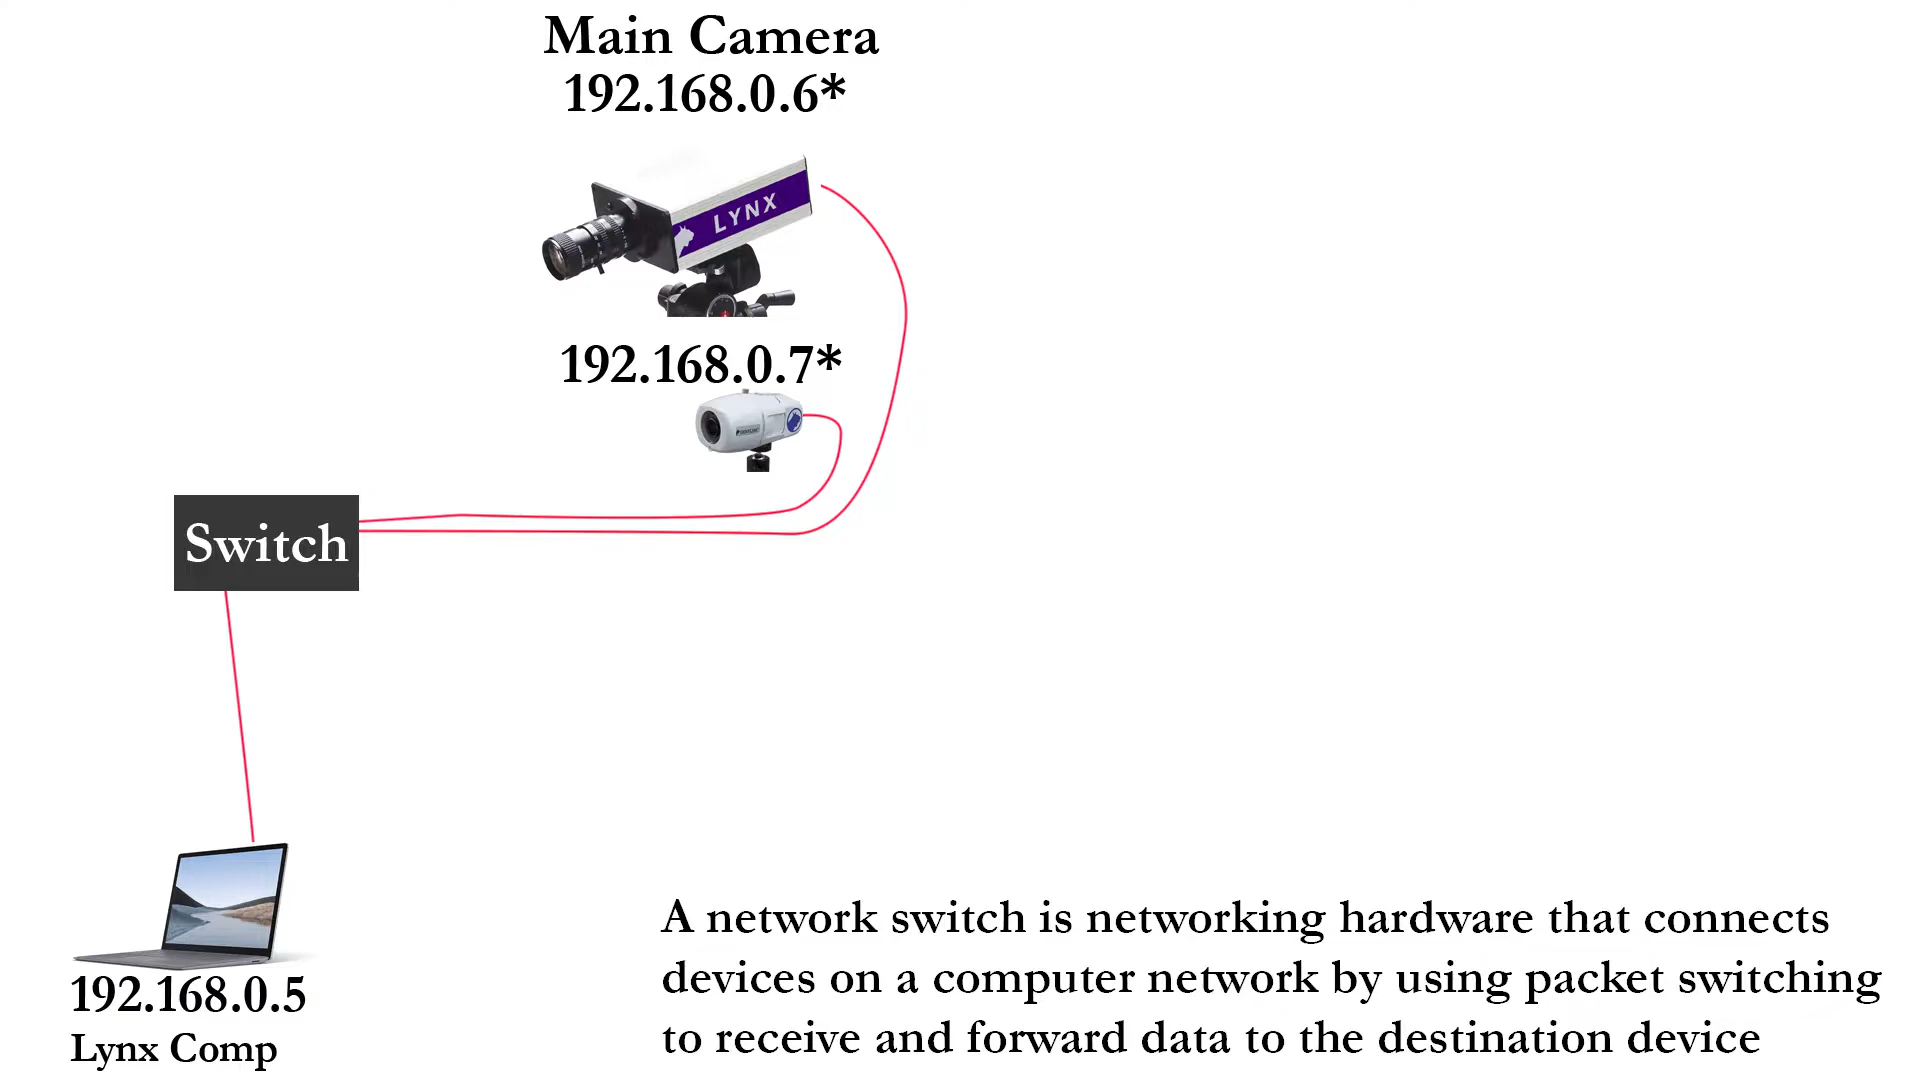 Main Camera
192.168.0.6*
LYNX
192.168.0.7*
Switch
192.168.0.5
Lynx Comp
A network switch is networking hardware that connects
devices on a computer network by using packet switching
to receive and forward data to the destination device